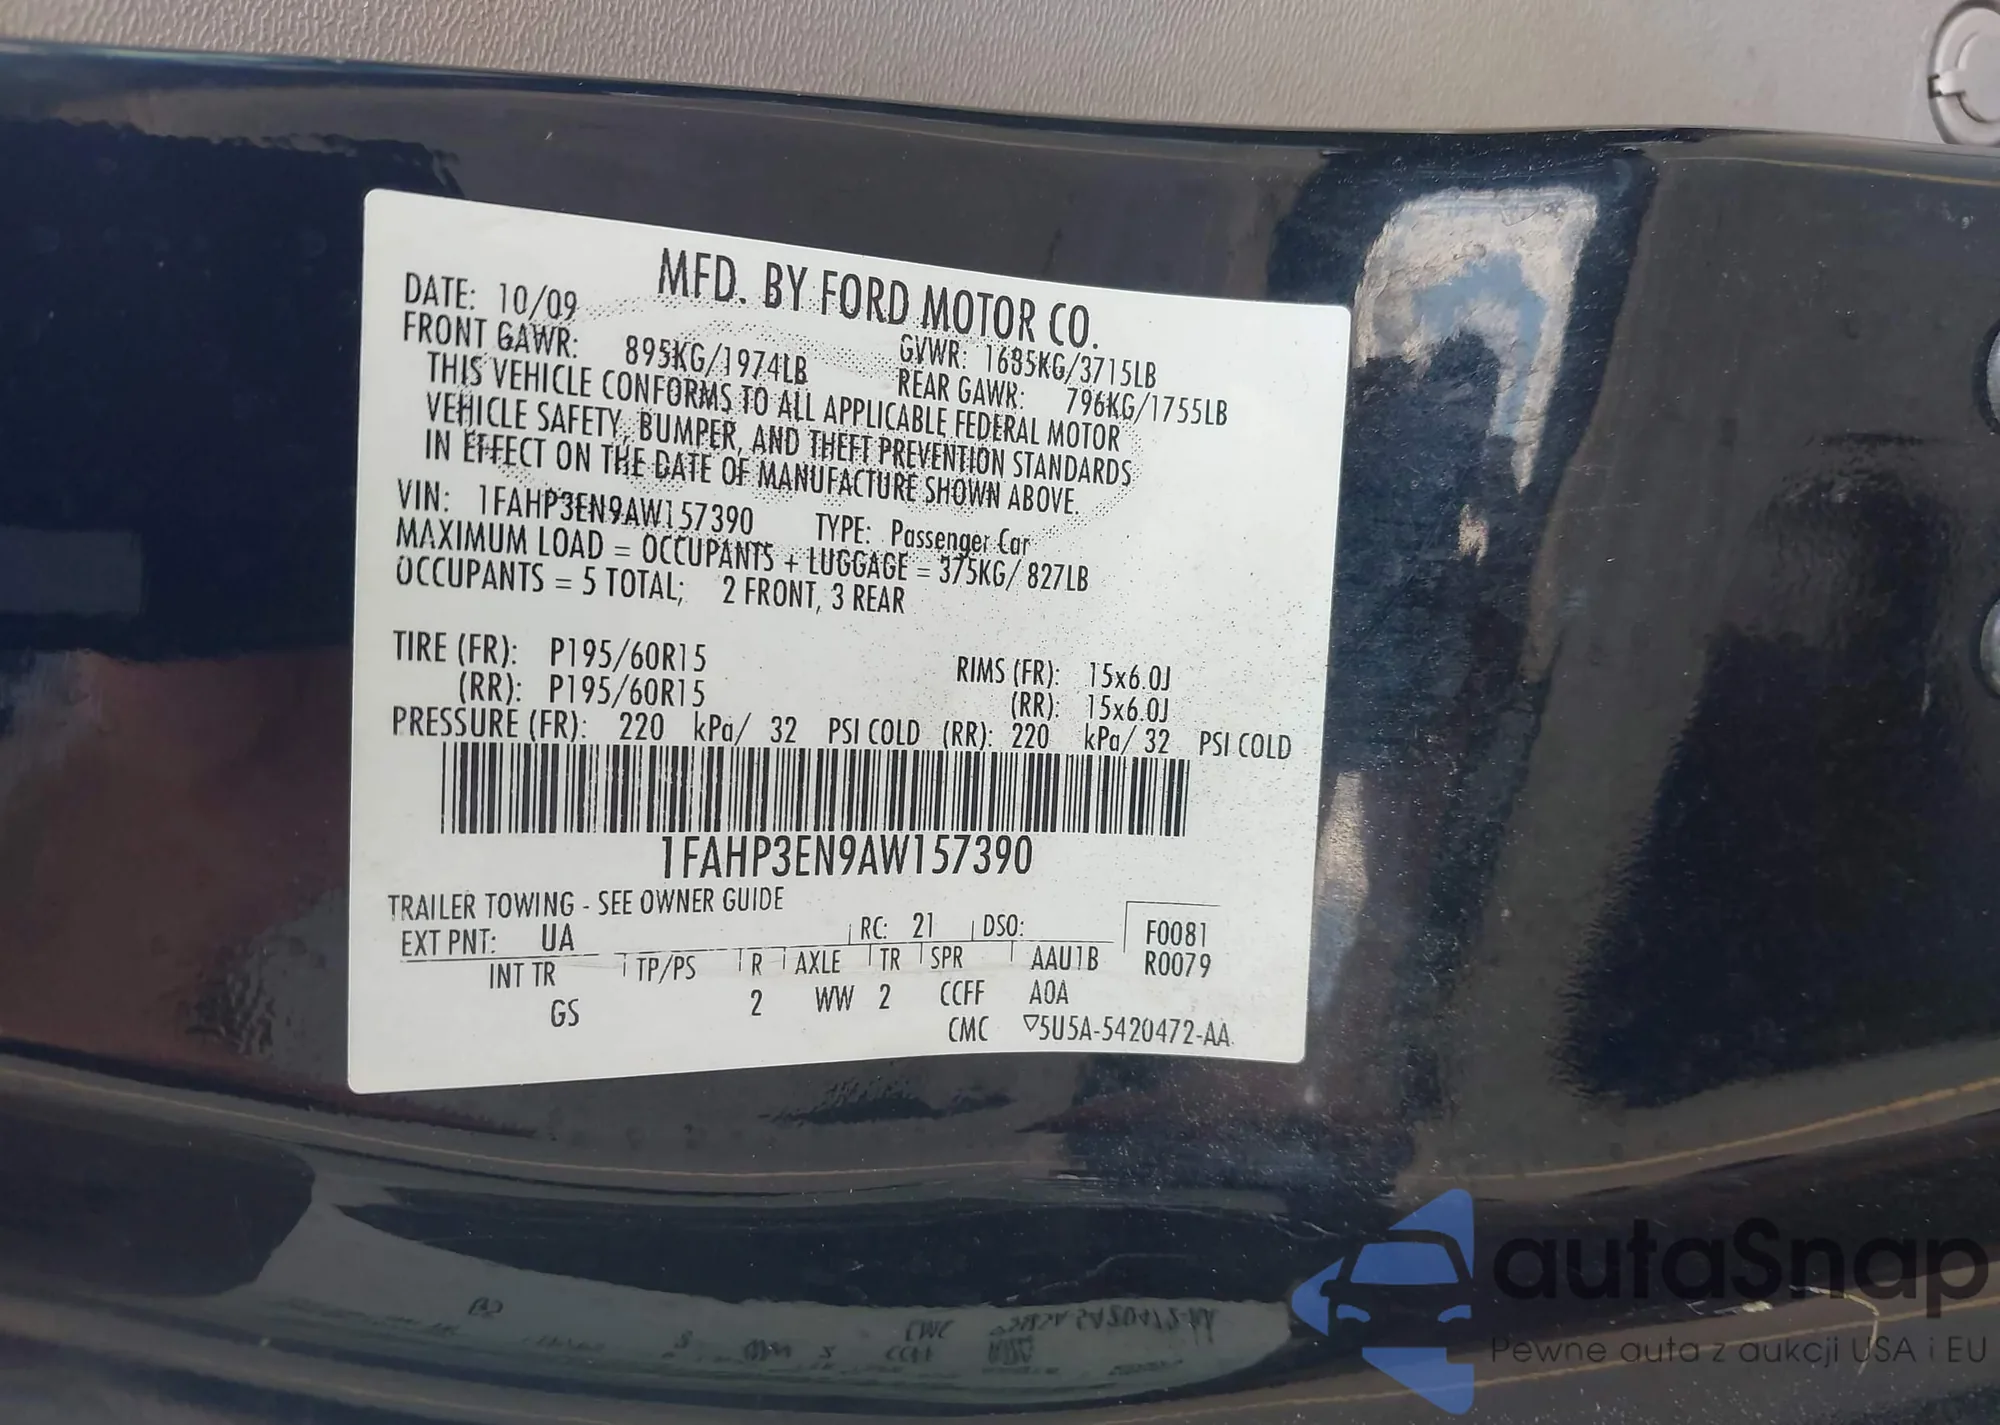 MFD. BY FORD MOTOR CO.
DATE: 10/09
GVWR: 1685KG/3715LB
FRONT GAWR: 895KG/1974LB
REAR GAWR: 796KG/1755LB
THIS VEHICLE CONFORMS TO ALL APPLICABLE FEDERAL MOTOR
VEHICLE SAFETY, BUMPER, AND THEFT PREVENTION STANDARDS
IN EFFECT ON THE DATE OF MANUFACTURE SHOWN ABOVE.
VIN: 1FAHP3EN9AW157390 TYPE: Passenger Car
MAXIMUM LOAD = OCCUPANTS + LUGGAGE = 375KG/ 827LB
OCCUPANTS = 5 TOTAL; 2 FRONT, 3 REAR
TIRE (FR): P195/60R15 RIMS (FR): 15x6.0J
(RR): P195/60R15 (RR): 15x6.0J
PRESSURE (FR): 220 kPa/ 32 PSI COLD (RR): 220 kPa/ 32 PSI COLD
1FAHP3EN9AW157390
TRAILER TOWING - SEE OWNER GUIDE
EXT PNT: UA RC: 21 DSO: F0081
INT TR TP/PS R AXLE TR SPR AAU1B R0079
GS 2 WW 2 CCFF A0A
CMC ▽5U5A-5420472-AA
autaSnap
Pewne auta z aukcji USA i EU